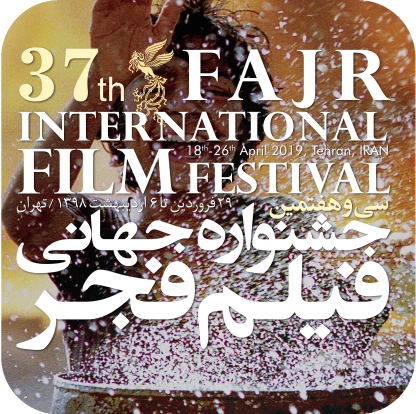 37th FAJR
INTERNATIONAL
18th-26th April 2019, Tehran, IRAN
FILM FESTIVAL
۲۹ فروردین تا ۶ اردیبهشت ۱۳۹۸ / تهران
سی و هفتمین
جشنواره جهانی
فیلم فجر